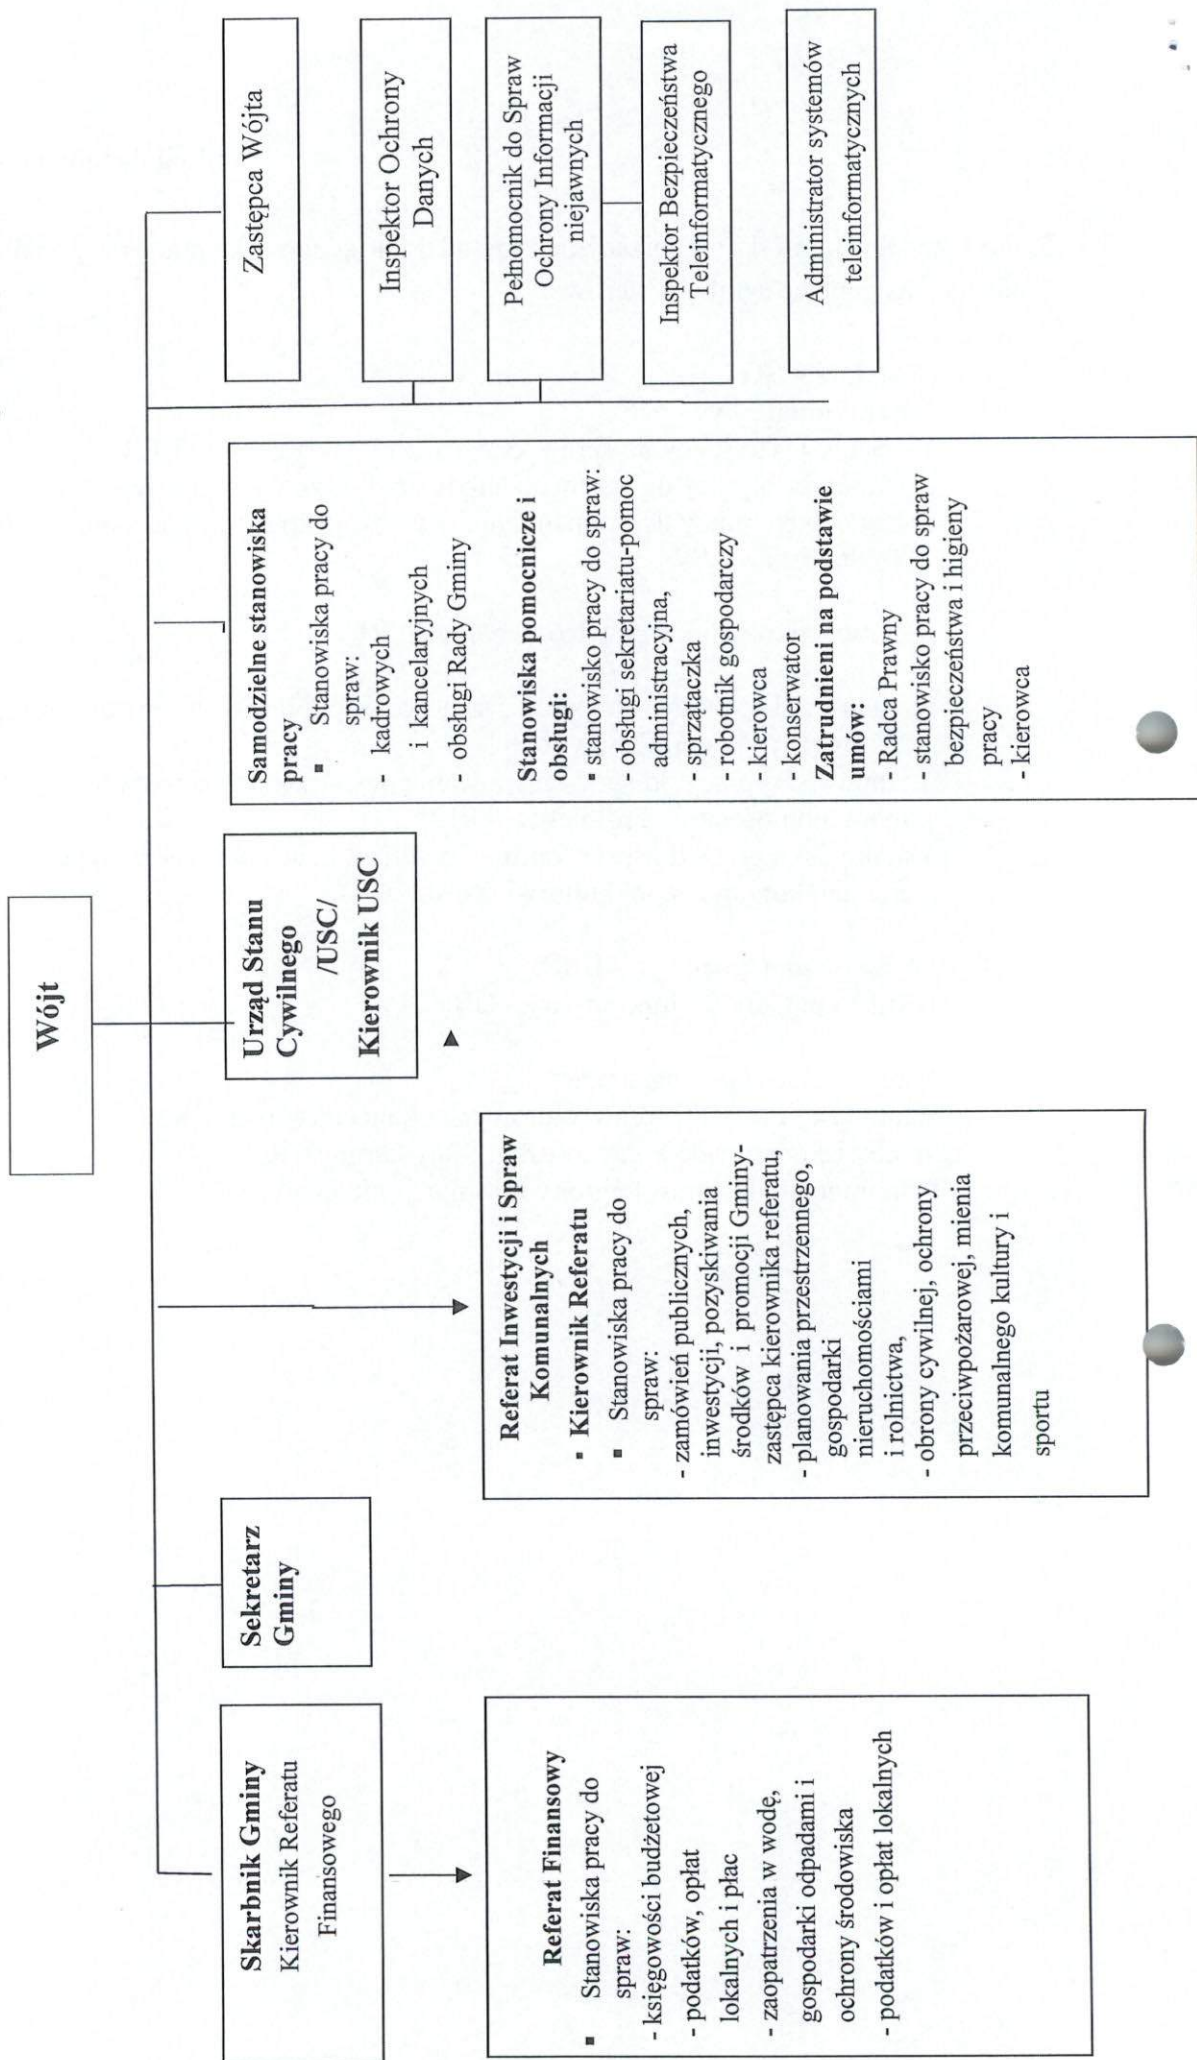 Wójt
Skarbnik Gminy
Kierownik Referatu
Finansowego
Referat Finansowy
▪ Stanowiska pracy do
spraw:
- księgowości budżetowej
- podatków, opłat
lokalnych i płac
- zaopatrzenia w wodę,
gospodarki odpadami i
ochrony środowiska
- podatków i opłat lokalnych
Sekretarz
Gminy
Referat Inwestycji i Spraw
Komunalnych
▪ Kierownik Referatu
▪ Stanowiska pracy do
spraw:
- zamówień publicznych,
inwestycji, pozyskiwania
środków i promocji Gminy-
zastępca kierownika referatu,
- planowania przestrzennego,
gospodarki
nieruchomościami
i rolnictwa,
- obrony cywilnej, ochrony
przeciwpożarowej, mienia
komunalnego kultury i
sportu
Urząd Stanu
Cywilnego
/USC/
Kierownik USC
Samodzielne stanowiska
pracy
▪ Stanowiska pracy do
spraw:
- kadrowych
i kancelaryjnych
- obsługi Rady Gminy
Stanowiska pomocnicze i
obsługi:
▪ stanowisko pracy do spraw:
- obsługi sekretariatu-pomoc
administracyjna,
- sprzątaczka
- robotnik gospodarczy
- kierowca
- konserwator
Zatrudnieni na podstawie
umów:
- Radca Prawny
- stanowisko pracy do spraw
bezpieczeństwa i higieny
pracy
- kierowca
Zastępca Wójta
Inspektor Ochrony
Danych
Pełnomocnik do Spraw
Ochrony Informacji
niejawnych
Inspektor Bezpieczeństwa
Teleinformatycznego
Administrator systemów
teleinformatycznych